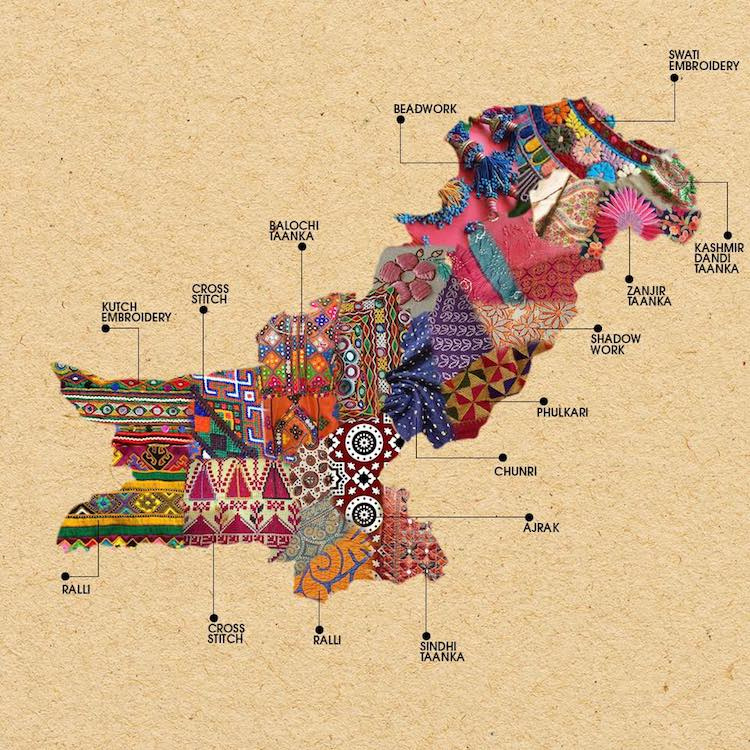 SWATI
EMBROIDERY
BEADWORK
BALOCHI
TAANKA
KASHMIR
DANDI
TAANKA
CROSS
STITCH
ZANJIR
TAANKA
KUTCH
EMBROIDERY
SHADOW
WORK
PHULKARI
CHUNRI
AJRAK
RALLI
CROSS
STITCH
RALLI
SINDHI
TAANKA